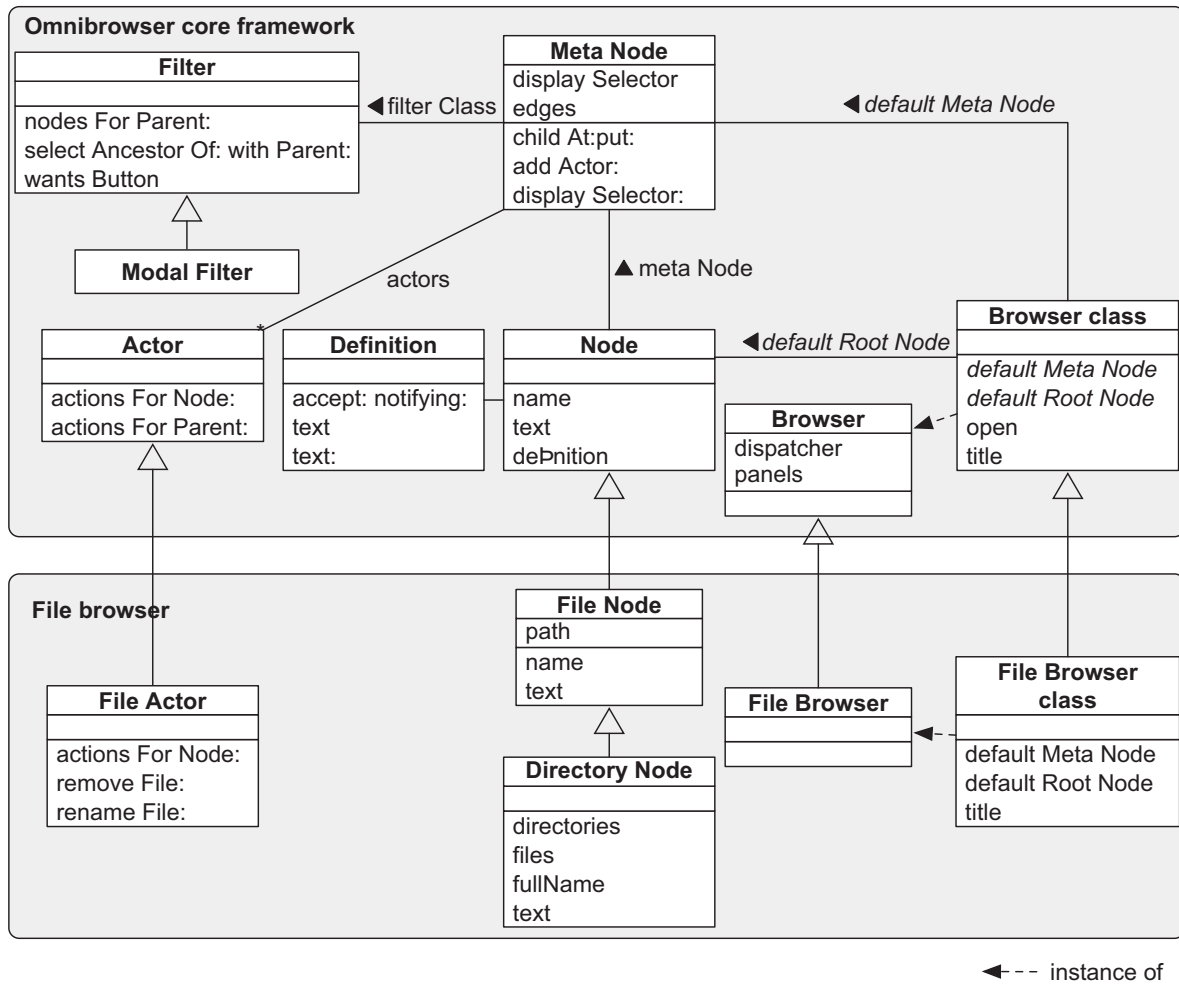 Omnibrowser core framework
Filter
nodes For Parent:
select Ancestor Of: with Parent:
wants Button
Modal Filter
◀filter Class
Meta Node
display Selector
edges
child At:put:
add Actor:
display Selector:
◀default Meta Node
actors
▲ meta Node
*
Actor
actions For Node:
actions For Parent:
Definition
accept: notifying:
text
text:
Node
name
text
deÞnition
◀default Root Node
Browser
dispatcher
panels
Browser class
default Meta Node
default Root Node
open
title
File browser
File Actor
actions For Node:
remove File:
rename File:
File Node
path
name
text
Directory Node
directories
files
fullName
text
File Browser
File Browser
class
default Meta Node
default Root Node
title
instance of